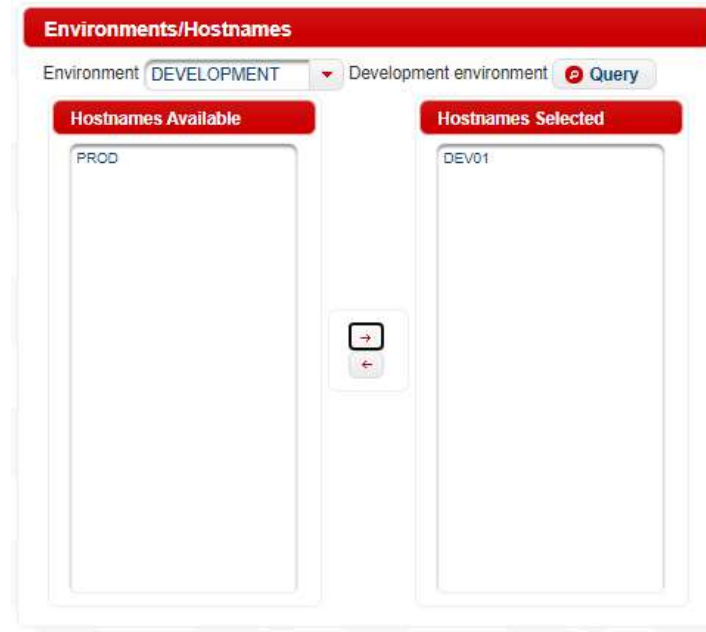 Environments/Hostnames
Environment DEVELOPMENT Development environment Query
Hostnames Available
Hostnames Selected
PROD
DEV01